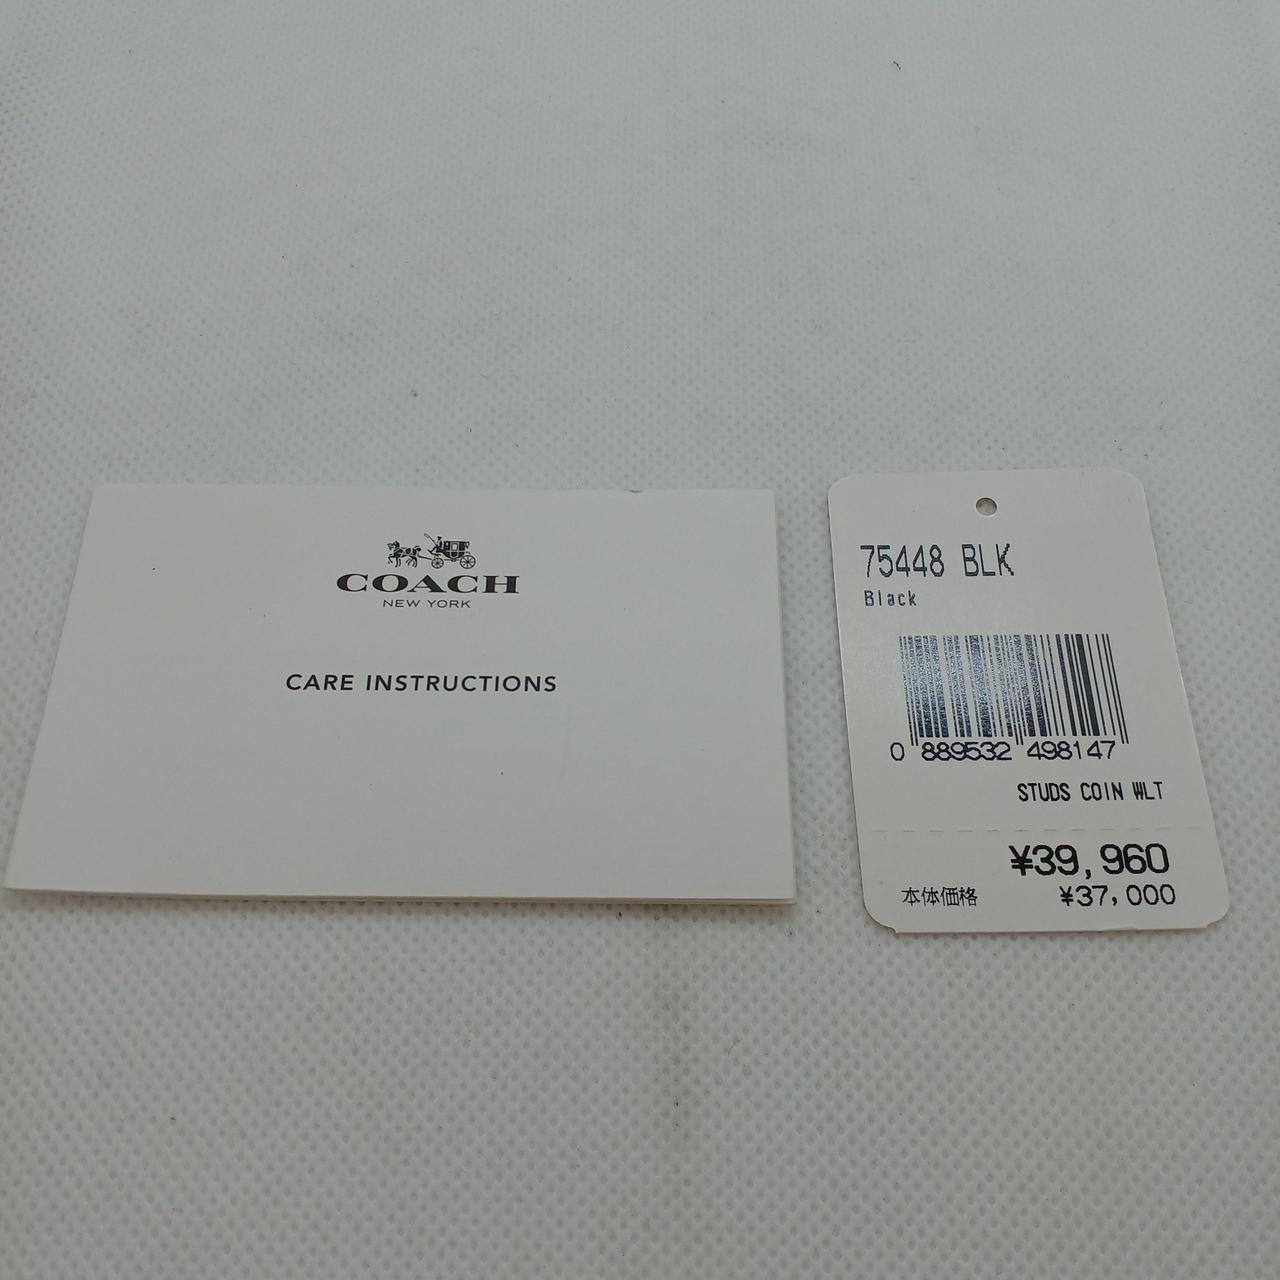 COACH
NEW YORK
CARE INSTRUCTIONS
75448 BLK
Black
0 889532 498147
STUDS COIN WLT
¥39,960
本体価格 ¥37,000